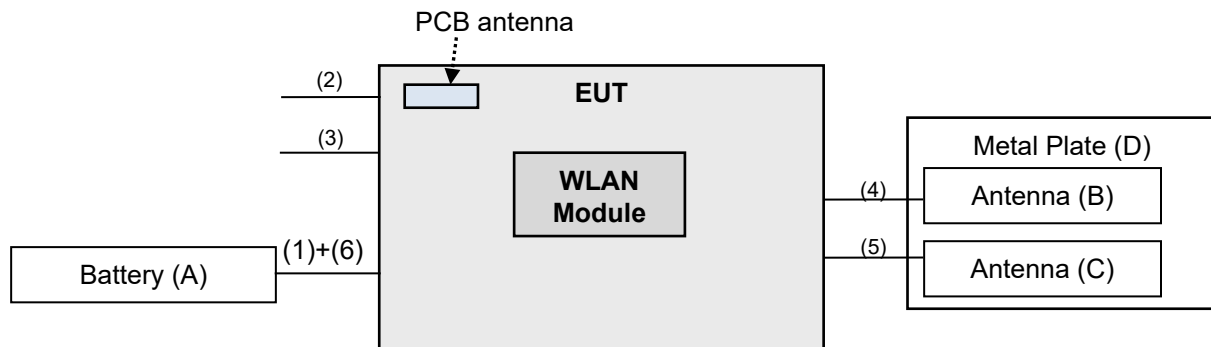 PCB antenna
(2)
EUT
(3)
Metal Plate (D)
WLAN
Module
(4)
Antenna (B)
(1)+(6)
(5)
Battery (A)
Antenna (C)